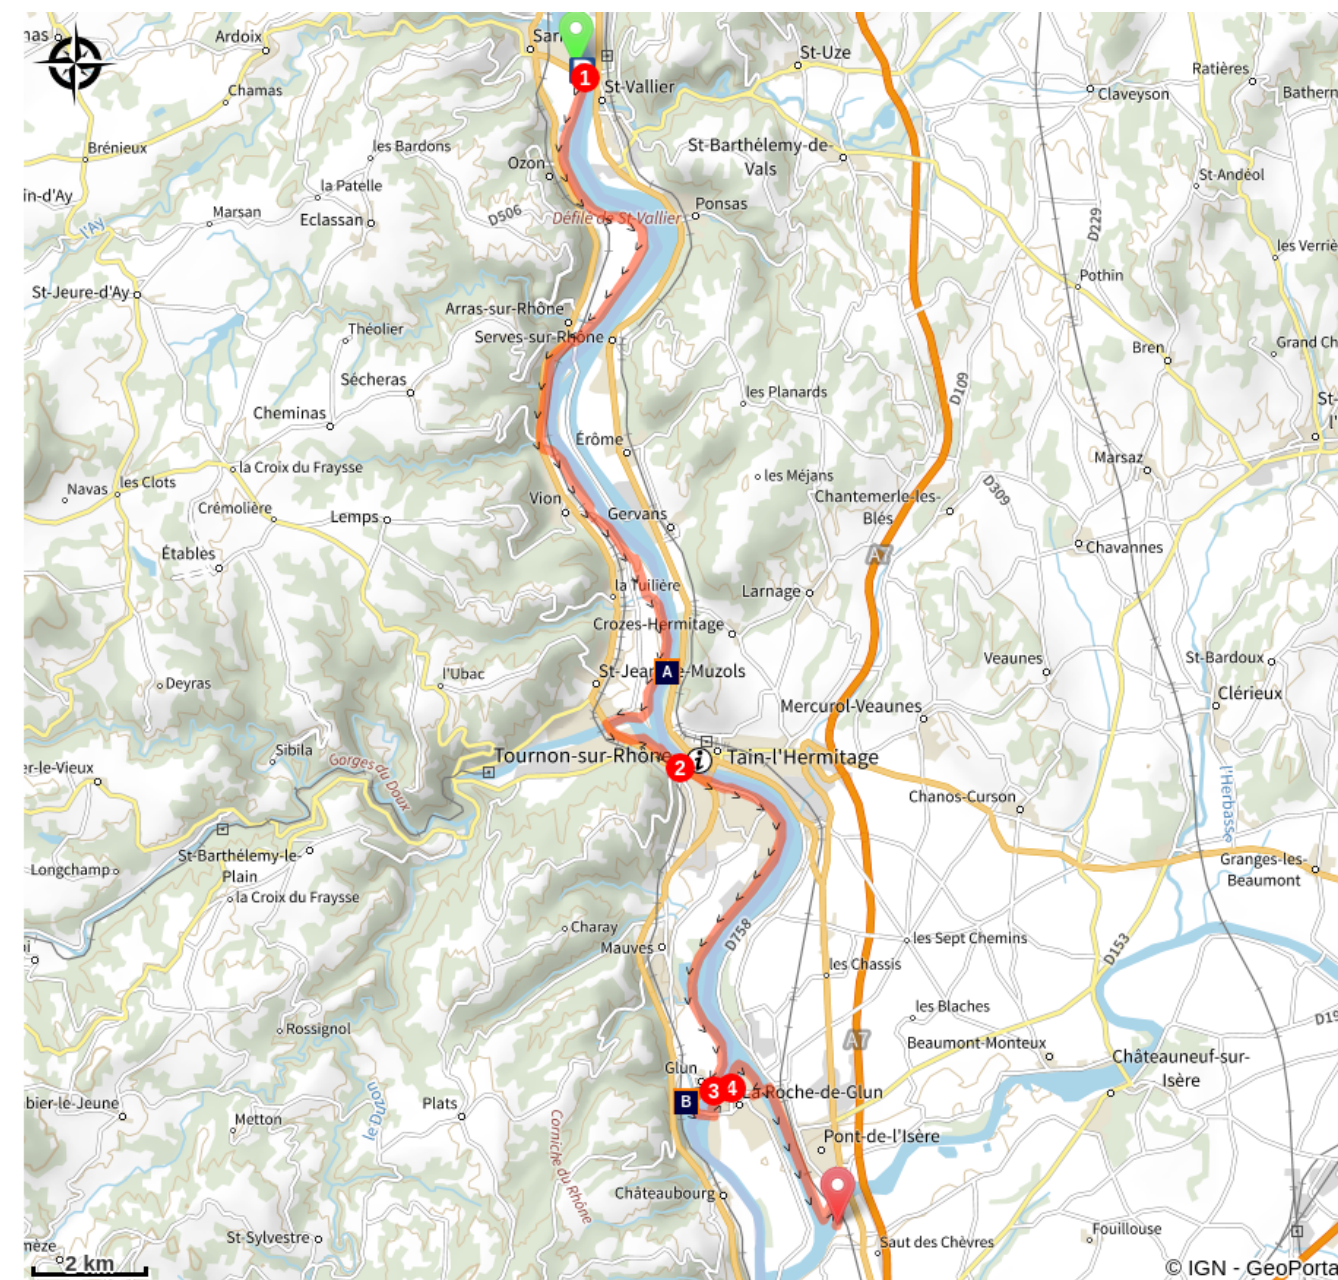 Ardoix
St-Uze
St-Vallier
1
Chamas
Ratières
Claveyson
Brénieux
les Bardons
Ozon
St-Barthélemy-de-
Vals
la Patelle
St-Andéol
Marsan
Eclassan
D506
Défilé de St-Vallier
Ponsas
D229
l'Ay
St-Jeure-d'Ay
Pothin
Arras-sur-Rhône
Théolier
Serves-sur-Rhône
Bren
Sécheras
les Planards
D109
Cheminas
Érôme
la Croix du Fraysse
Marsaz
Navas
les Clots
les Méjans
D309
Crémolière
Vion
Chantemerle-les-
Blés
Lemps
Gervans
Établés
A7
Chavannes
la Tuilière
Larnage
Crozes-Hermitage
Veaunes
St-Bardoux
l'Ubac
A
Deyras
Clérieux
Mercurol-Veaunes
Sibila
Gorges du Doux
Tournon-sur-Rhône
2
i
Tain-l'Hermitage
Chanos-Curson
l'Herbasse
St-Barthélemy-le-
Plain
Longchamp
Granges-les-
Beaumont
la Croix du Fraysse
Charay
Mauves
D758
les Sept Chemins
D153
les Chassis
les Blaches
Rossignol
A7
Beaumont-Monteux
Châteauneuf-sur-
Isère
Glun
3
4
La Roche-de-Glun
B
Plats
Metton
le Duzon
Corniche du Rhône
Pont-de-l'Isère
Châteaubourg
St-Sylvestre
Saut des Chèvres
Fouillouse
2 km
© IGN - GeoPorta